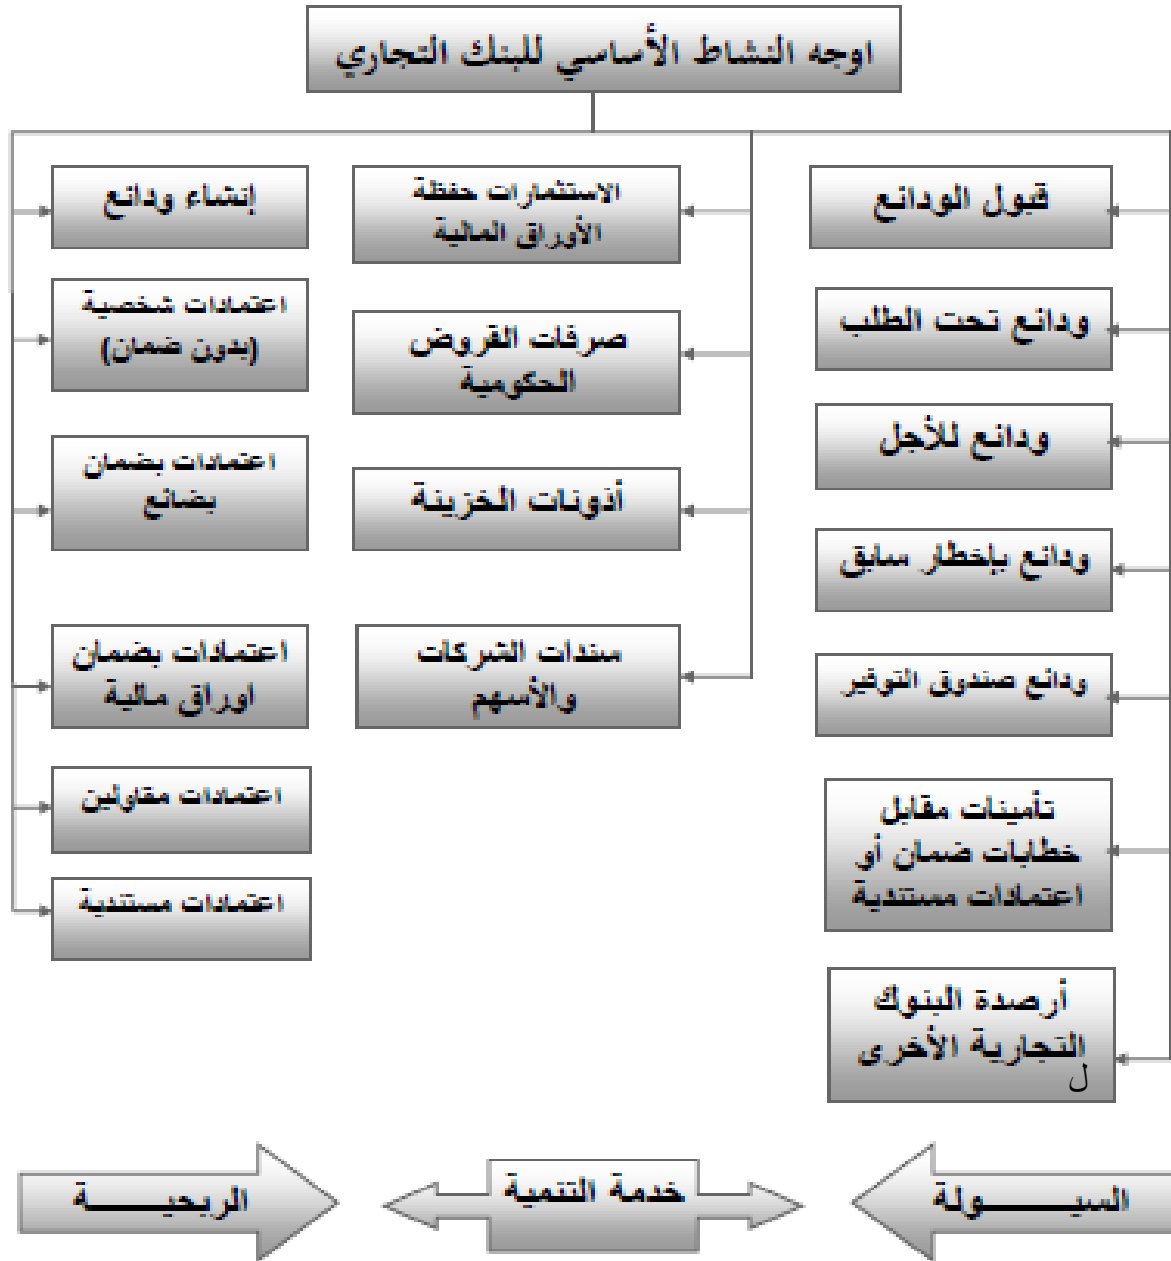 اوجه النشاط الأساسي للبنك التجاري
قبول الودائع
ودائع تحت الطلب
ودائع للأجل
ودائع بإخطار سابق
ودائع صندوق التوفير
تأمينات مقابل
خطابات ضمان أو
اعتمادات مستندية
أرصدة البنوك
التجارية الأخرى
ل
الاستثمارات حفظة
الأوراق المالية
صرفات القروض
الحكومية
أذونات الخزينة
سندات الشركات
والأسهم
إنشاء ودائع
اعتمادات شخصية
(بدون ضمان)
اعتمادات بضمان
بضائع
اعتمادات بضمان
اوراق مالية
اعتمادات مقاولين
اعتمادات مستندية
السيـــــــولة
خدمة التنمية
الربحيـــــــة